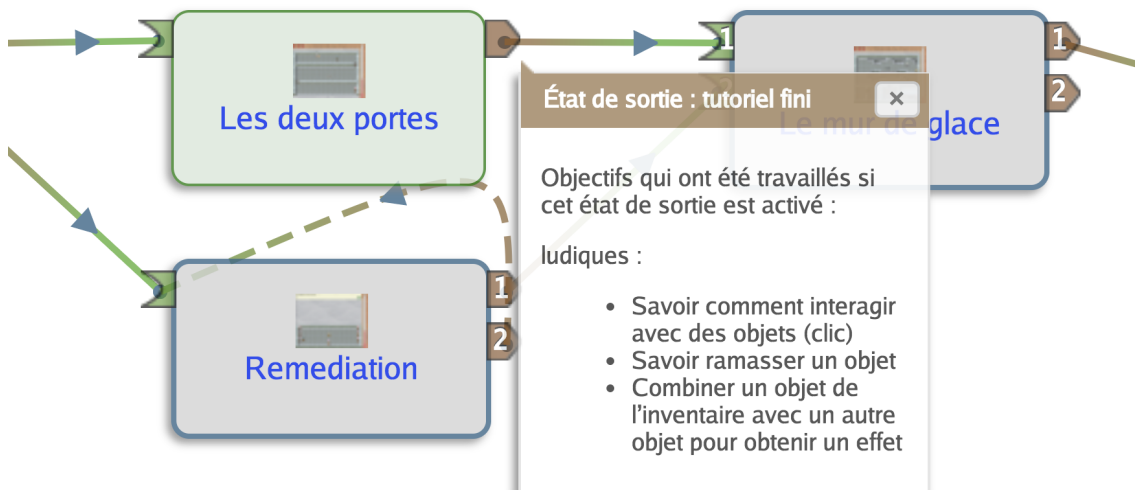 Les deux portes
1
1
2
Le mur de glace
État de sortie : tutoriel fini
×
Objectifs qui ont été travaillés si
cet état de sortie est activé :
ludiques :
• Savoir comment interagir
avec des objets (clic)
• Savoir ramasser un objet
• Combiner un objet de
l’inventaire avec un autre
objet pour obtenir un effet
Remediation
1
2